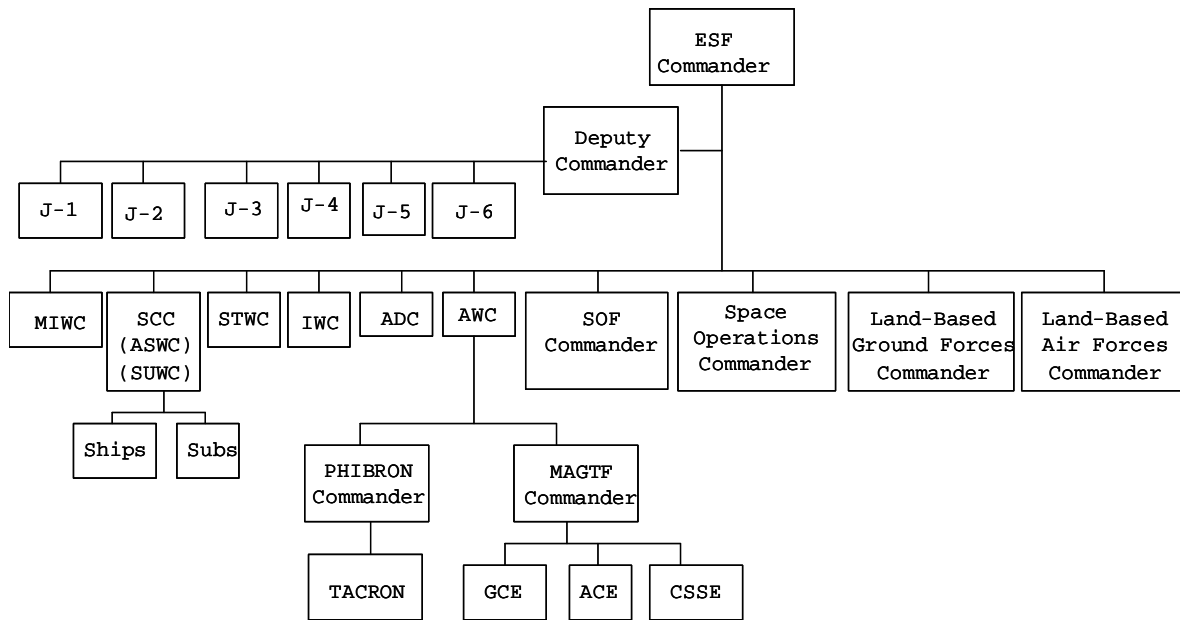 ESF
Commander
Deputy
Commander
J-1
J-2
J-3
J-4
J-5
J-6
MIWC
SCC
(ASWC)
(SUWC)
STWC
IWC
ADC
AWC
SOF
Commander
Space
Operations
Commander
Land-Based
Ground Forces
Commander
Land-Based
Air Forces
Commander
Ships
Subs
PHIBRON
Commander
MAGTF
Commander
TACRON
GCE
ACE
CSSE